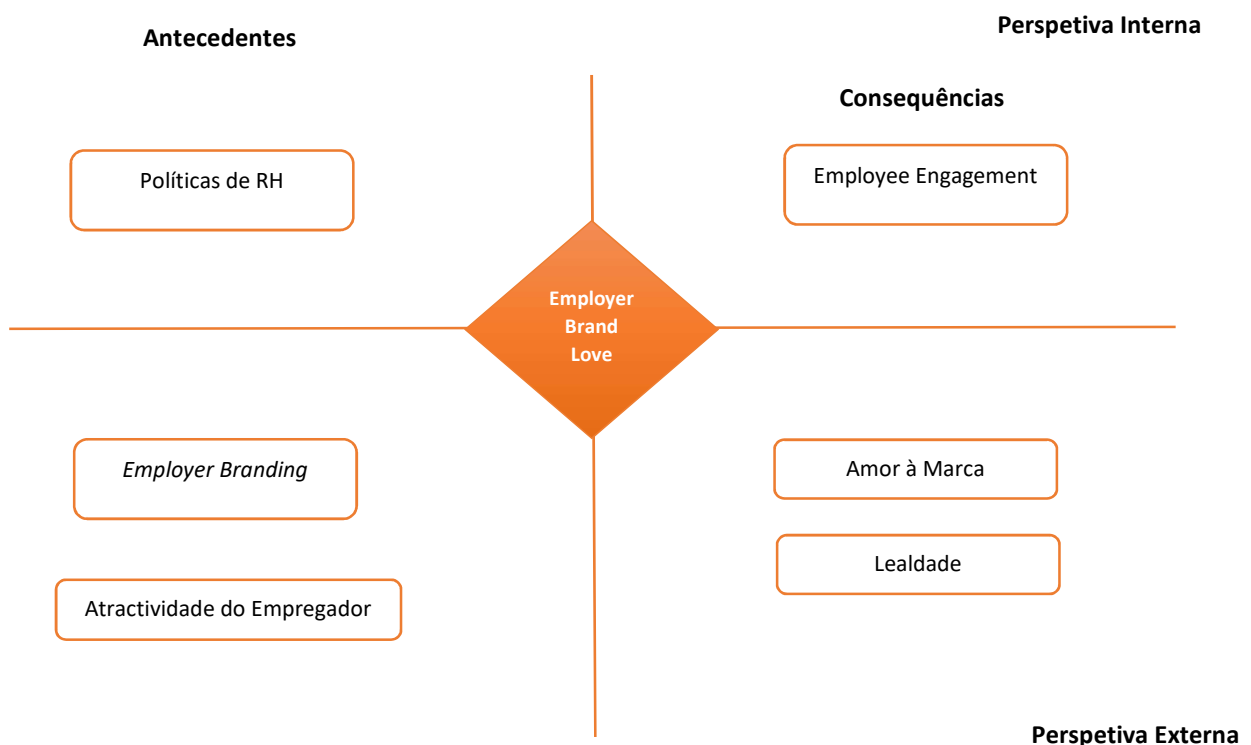 Perspetiva Interna
Antecedentes
Consequências
Políticas de RH
Employee Engagement
Employer
Brand
Love
Employer Branding
Amor à Marca
Lealdade
Atractividade do Empregador
Perspetiva Externa